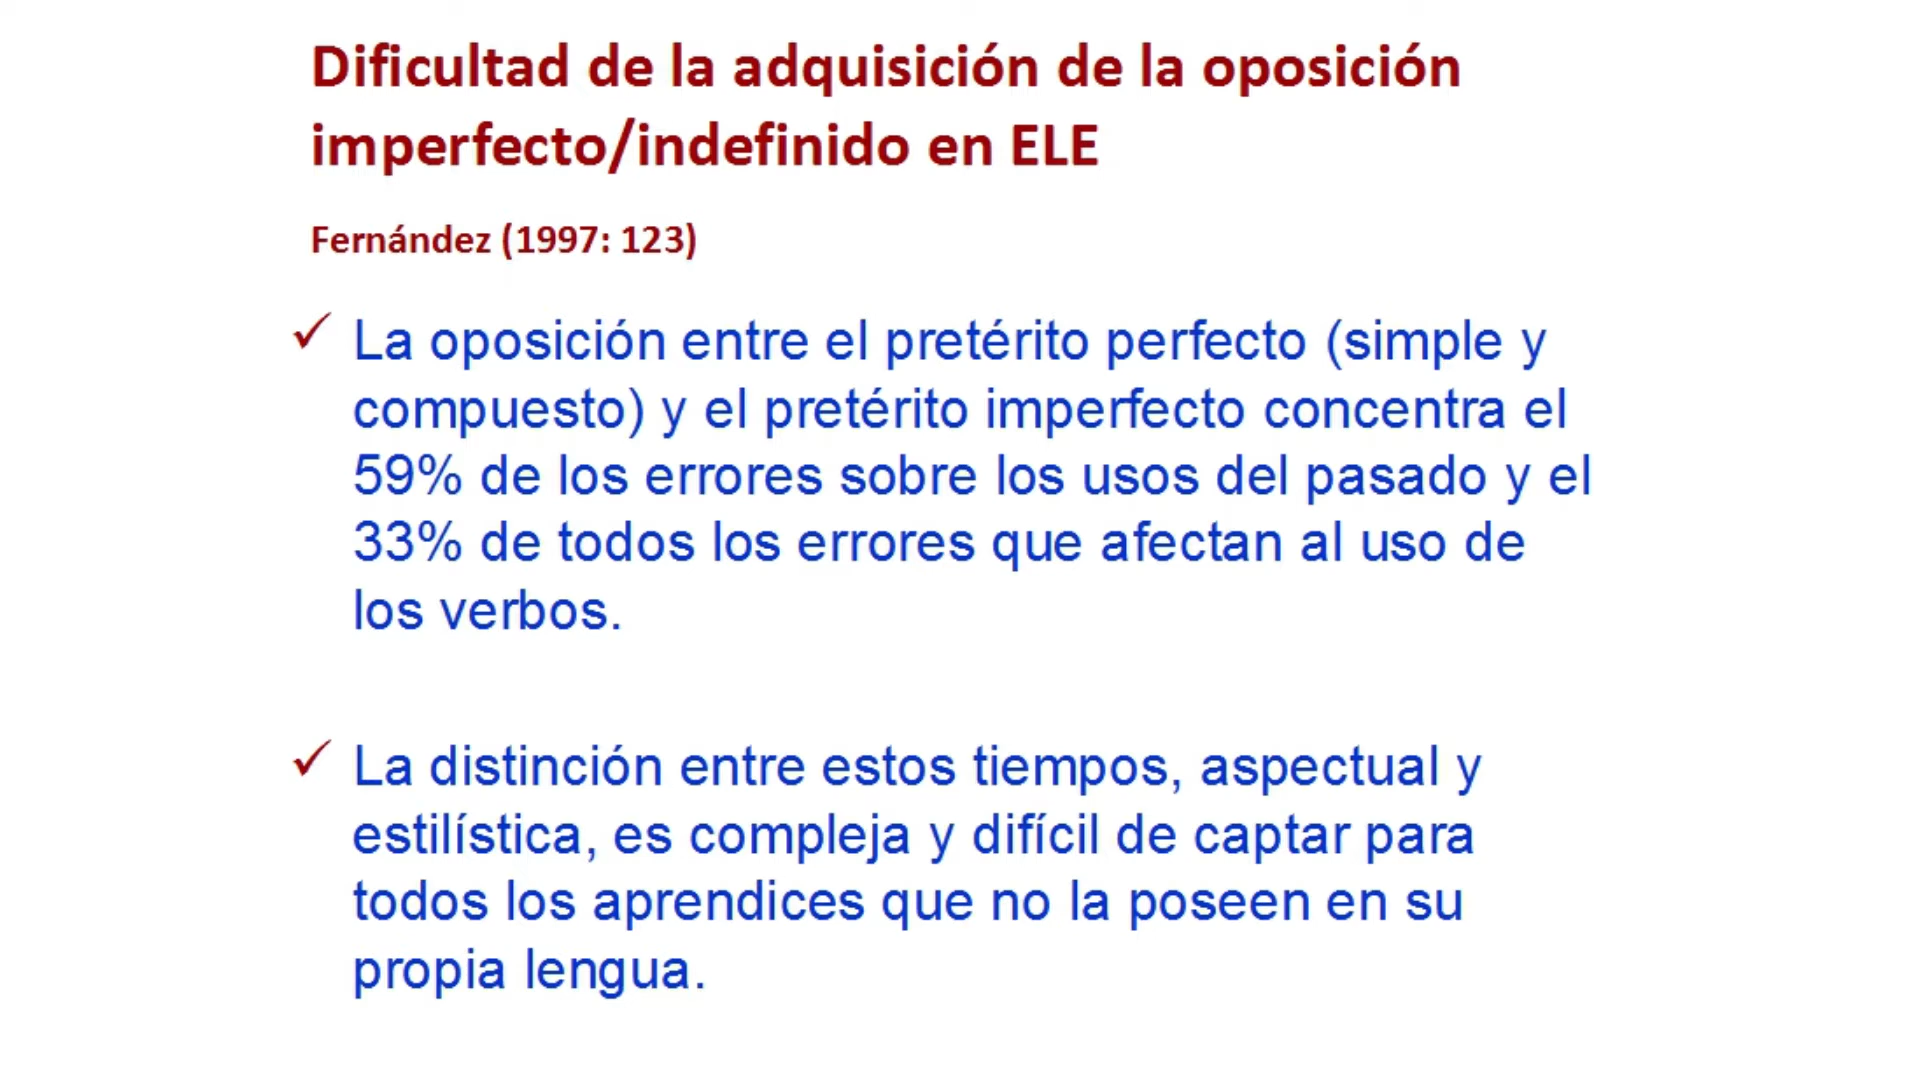 Dificultad de la adquisición de la oposición
imperfecto/indefinido en ELE
Fernández (1997: 123)
✓ La oposición entre el pretérito perfecto (simple y
compuesto) y el pretérito imperfecto concentra el
59% de los errores sobre los usos del pasado y el
33% de todos los errores que afectan al uso de
los verbos.
✓ La distinción entre estos tiempos, aspectual y
estilística, es compleja y difícil de captar para
todos los aprendices que no la poseen en su
propia lengua.